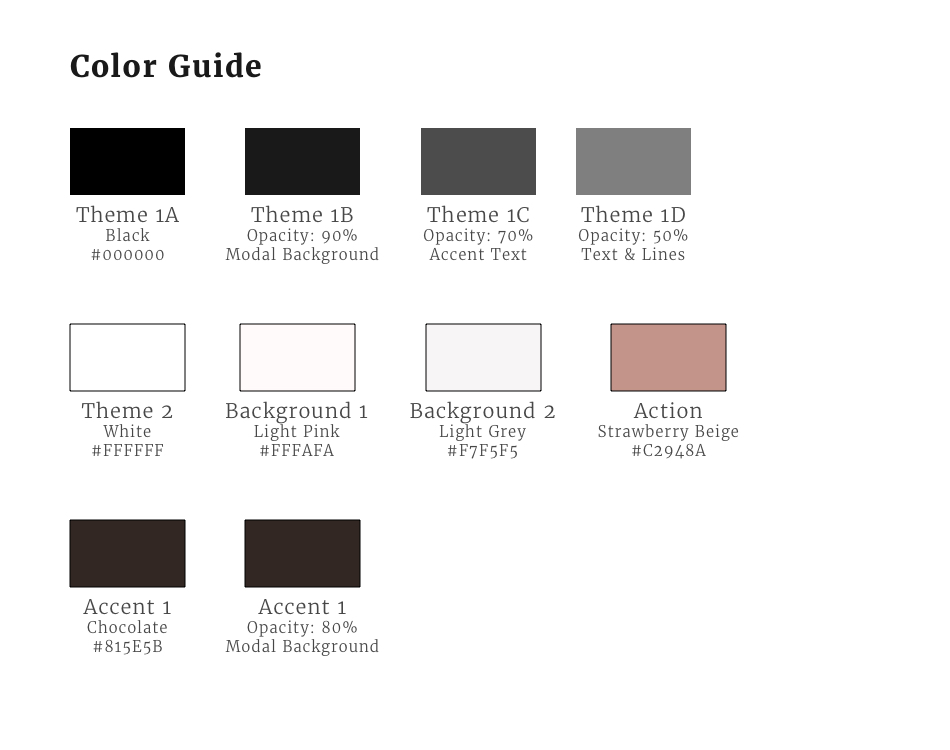 Color Guide
Theme 1A
Black
#000000
Theme 1B
Opacity: 90%
Modal Background
Theme 1C
Opacity: 70%
Accent Text
Theme 1D
Opacity: 50%
Text & Lines
Theme 2
White
#FFFFFF
Background 1
Light Pink
#FFFAFA
Background 2
Light Grey
#F7F5F5
Action
Strawberry Beige
#C2948A
Accent 1
Chocolate
#815E5B
Accent 1
Opacity: 80%
Modal Background